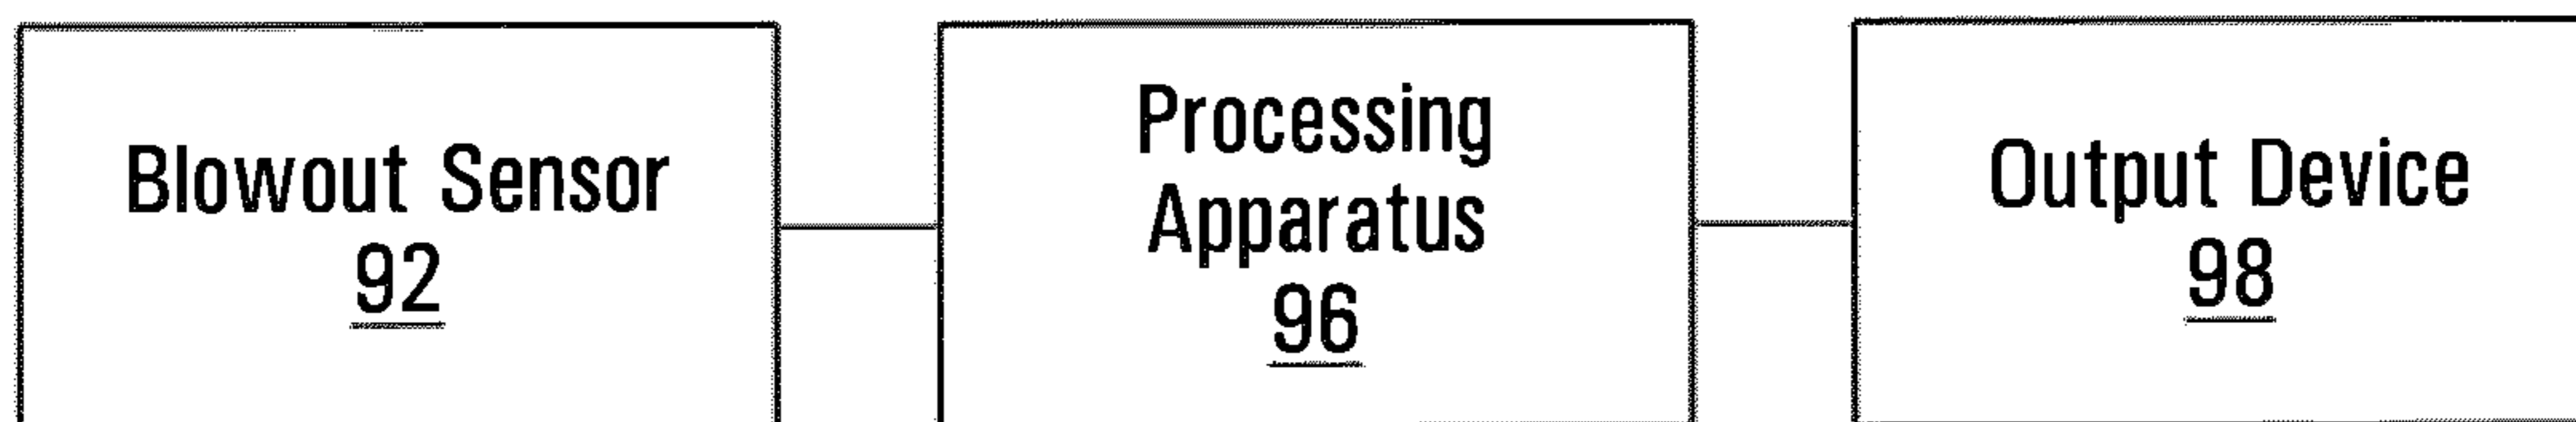 Blowout Sensor
92
Processing
Apparatus
96
Output Device
98